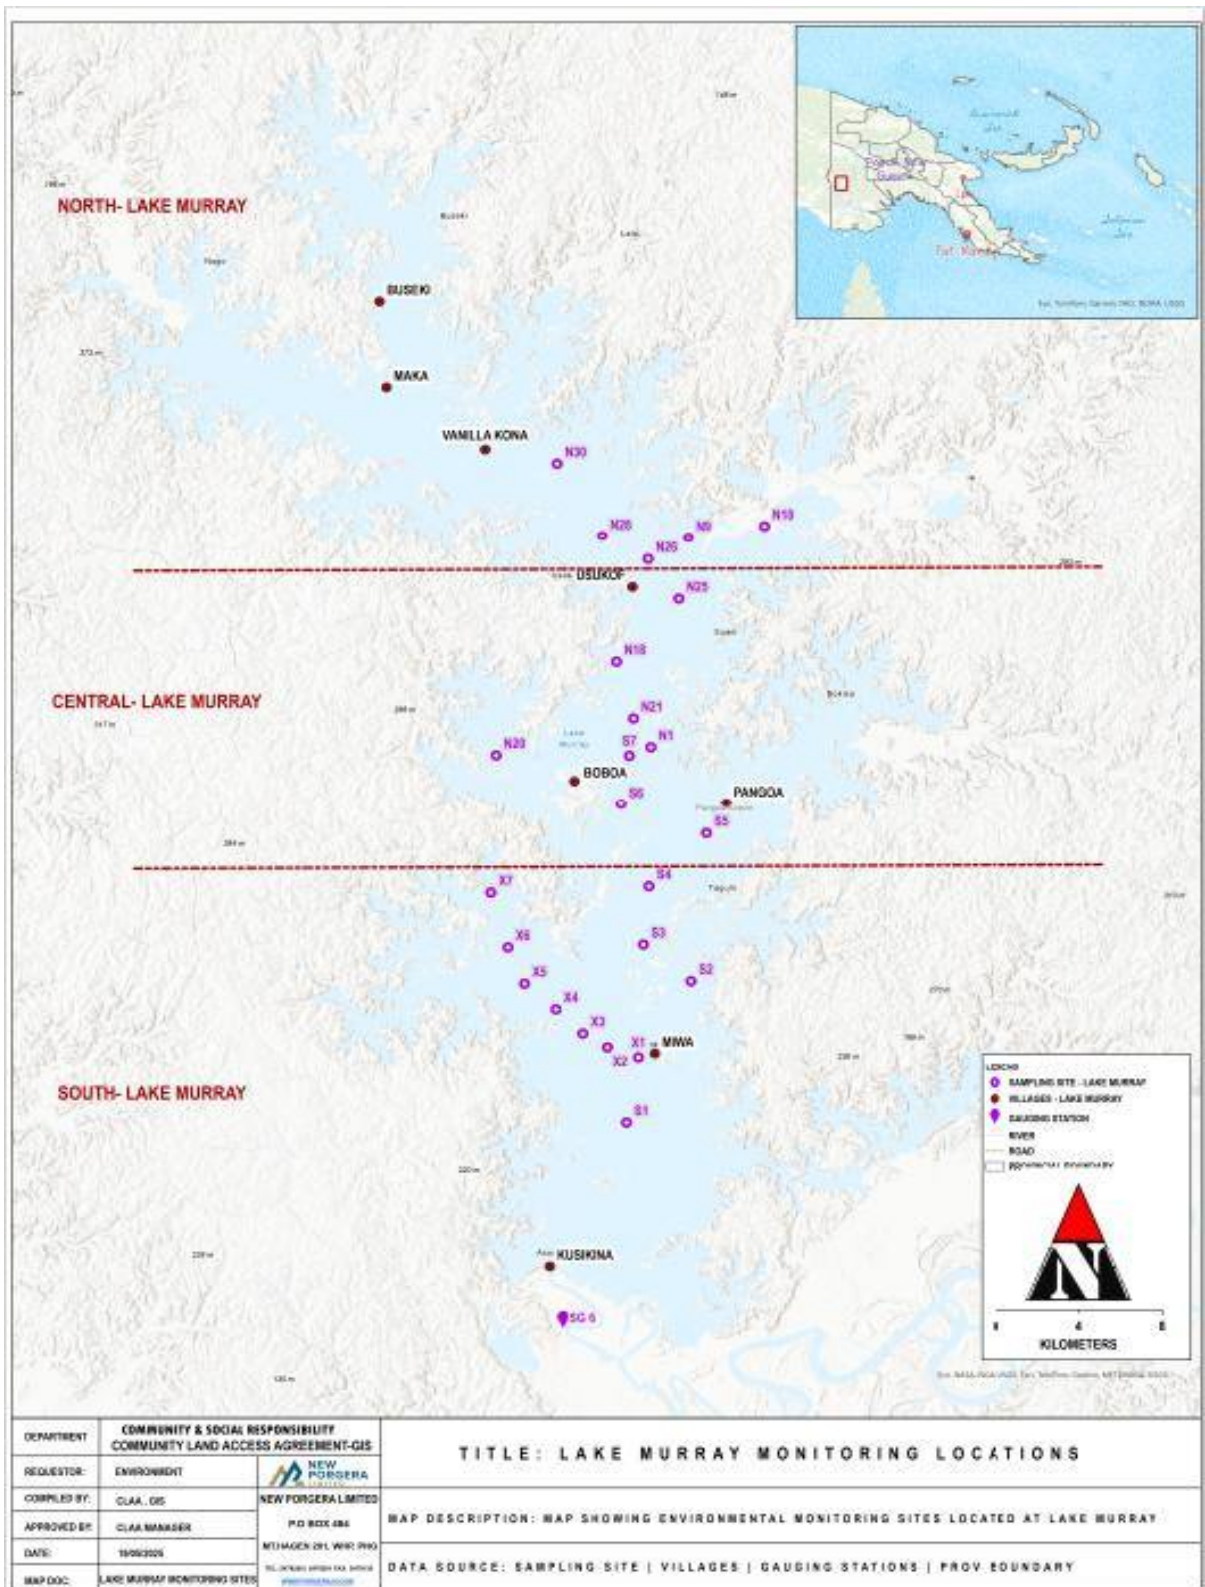 NORTH- LAKE MURRAY
BUSEKI
MAKA
VANILLA KONA
N30
N28
N9
N10
N26
USUKOF
N25
N18
CENTRAL- LAKE MURRAY
N21
Lake
Murray
S7
N1
N20
BOBOA
S6
PANGOA
S5
X7
S4
X6
S3
X5
S2
X4
X3
X1
MIWA
X2
SOUTH- LAKE MURRAY
S1
KUSIKINA
SG 6
LEGEND
SAMPLING SITE - LAKE MURRAY
VILLAGES - LAKE MURRAY
GAUGING STATION
RIVER
ROAD
N
4
8
KILOMETERS
DEPARTMENT
COMMUNITY & SOCIAL RESPONSIBILITY
COMMUNITY LAND ACCESS AGREEMENT-GIS
REQUESTOR:
ENVIRONMENT
NEW
PORGERA
LIMITED
COMPILED BY:
CLAA . GIS
NEW PORGERA LIMITED
APPROVED BY:
CLAA MANAGER
P.O BOX 484
MT.HAGEN 281, WHP, PNG
DATE:
MAP DOC:
LAKE MURRAY MONITORING SITES
TITLE: LAKE MURRAY MONITORING LOCATIONS
MAP DESCRIPTION: MAP SHOWING ENVIRONMENTAL MONITORING SITES LOCATED AT LAKE MURRAY
DATA SOURCE: SAMPLING SITE | VILLAGES | GAUGING STATIONS | PROV BOUNDARY